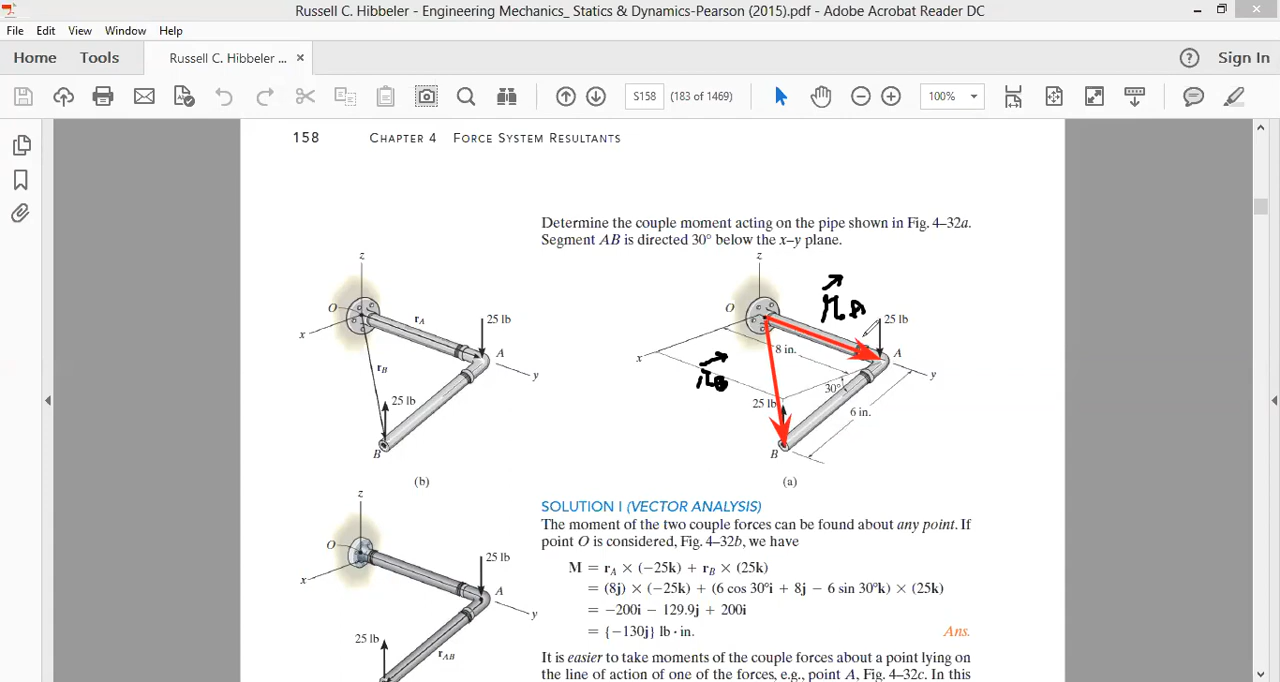 Russell C. Hibbeler - Engineering Mechanics_ Statics & Dynamics-Pearson (2015).pdf - Adobe Acrobat Reader DC
File Edit View Window Help
Home Tools Russell C. Hibbeler ... × ? Sign In
S158 (183 of 1469) 100%
158 CHAPTER 4 FORCE SYSTEM RESULTANTS
Determine the couple moment acting on the pipe shown in Fig. 4–32a.
Segment AB is directed 30° below the x–y plane.
z
O
r_A
25 lb
x
A
y
r_B
25 lb
B
(b)
z
O
r A
25 lb
8 in.
A
x
y
r B
30°
25 lb
6 in.
B
(a)
z
O
25 lb
x
A
y
25 lb
r_AB
SOLUTION I (VECTOR ANALYSIS)
The moment of the two couple forces can be found about any point. If
point O is considered, Fig. 4–32b, we have
M = r_A × (−25k) + r_B × (25k)
= (8j) × (−25k) + (6 cos 30°i + 8j − 6 sin 30°k) × (25k)
= −200i − 129.9j + 200i
= {−130j} lb · in. Ans.
It is easier to take moments of the couple forces about a point lying on
the line of action of one of the forces, e.g., point A, Fig. 4–32c. In this